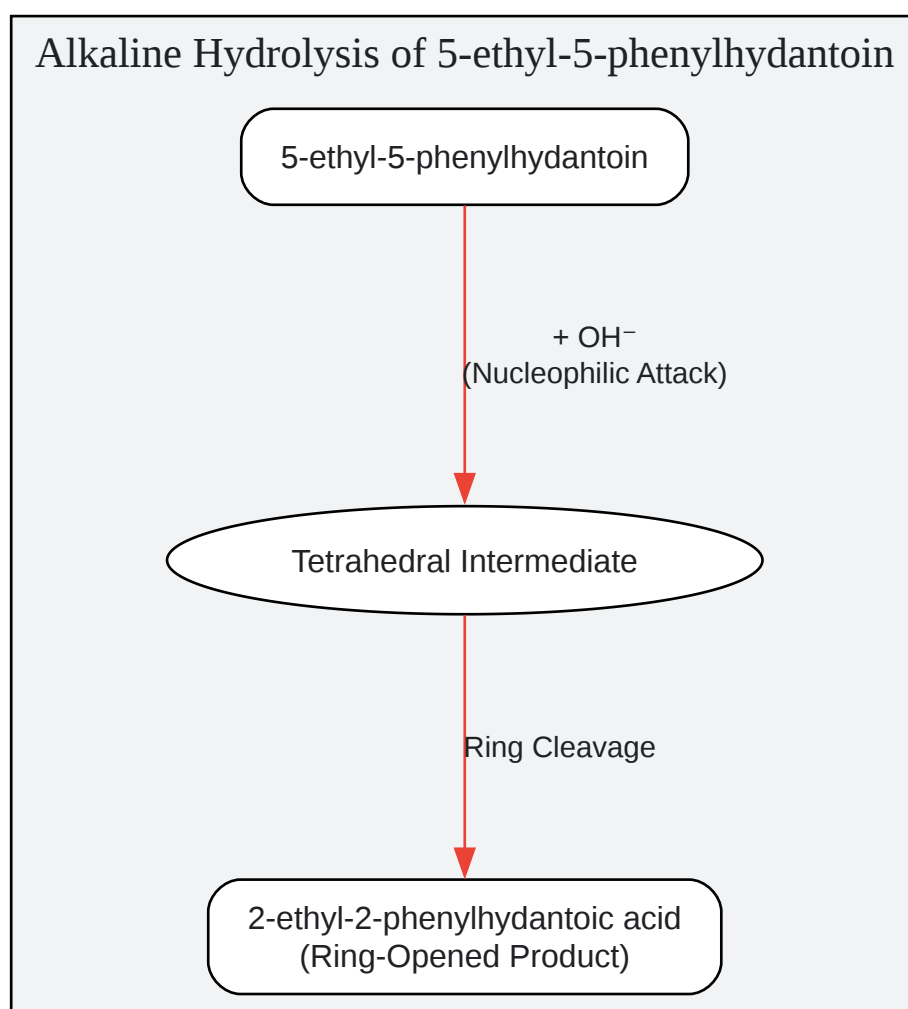 Alkaline Hydrolysis of 5-ethyl-5-phenylhydantoin
5-ethyl-5-phenylhydantoin
+ OH⁻
(Nucleophilic Attack)
Tetrahedral Intermediate
Ring Cleavage
2-ethyl-2-phenylhydantoic acid
(Ring-Opened Product)